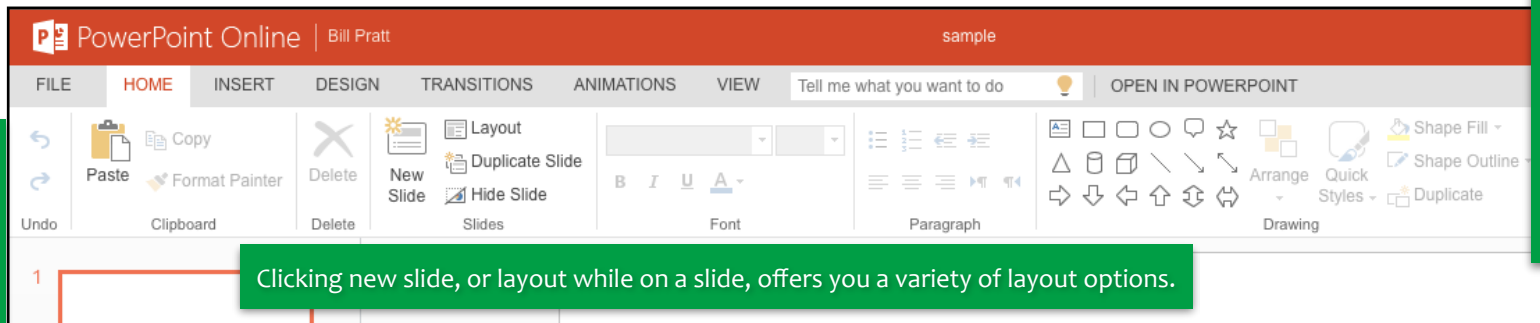 PowerPoint Online | Bill Pratt sample
FILE HOME INSERT DESIGN TRANSITIONS ANIMATIONS VIEW Tell me what you want to do OPEN IN POWERPOINT
Paste
Copy
Format Painter
Delete
New Slide
Layout
Duplicate Slide
Hide Slide
B I U A
Arrange
Quick Styles
Shape Fill
Shape Outline
Duplicate
Undo Clipboard Delete Slides Font Paragraph Drawing
1
Clicking new slide, or layout while on a slide, offers you a variety of layout options.